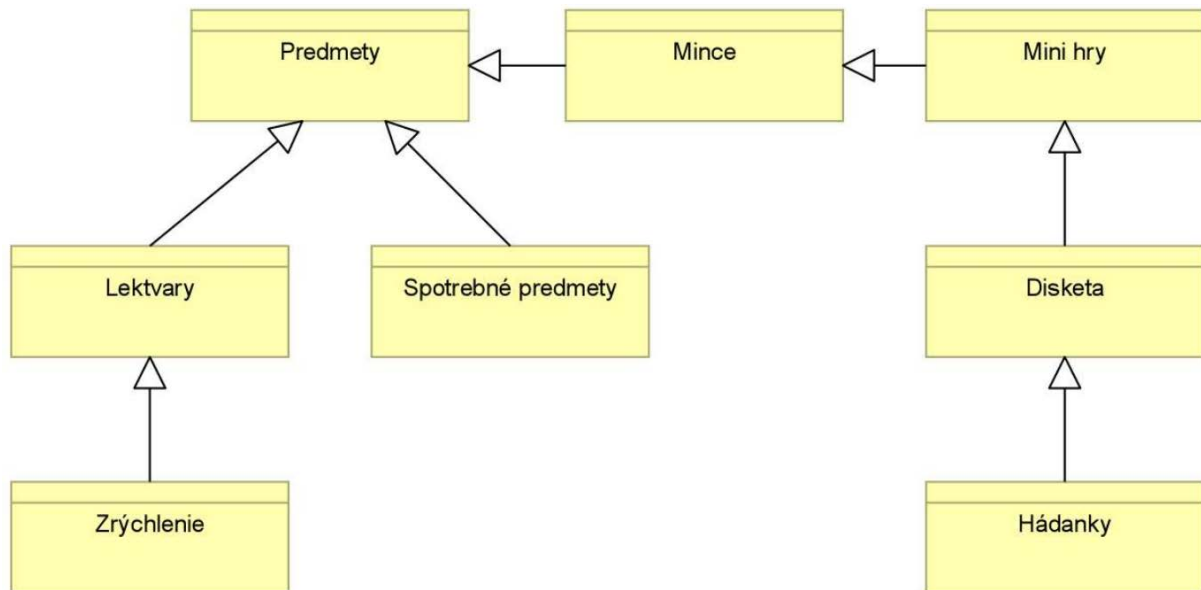 Predmety
Mince
Mini hry
Lektvary
Spotrebné predmety
Disketa
Zrýchlenie
Hádanky